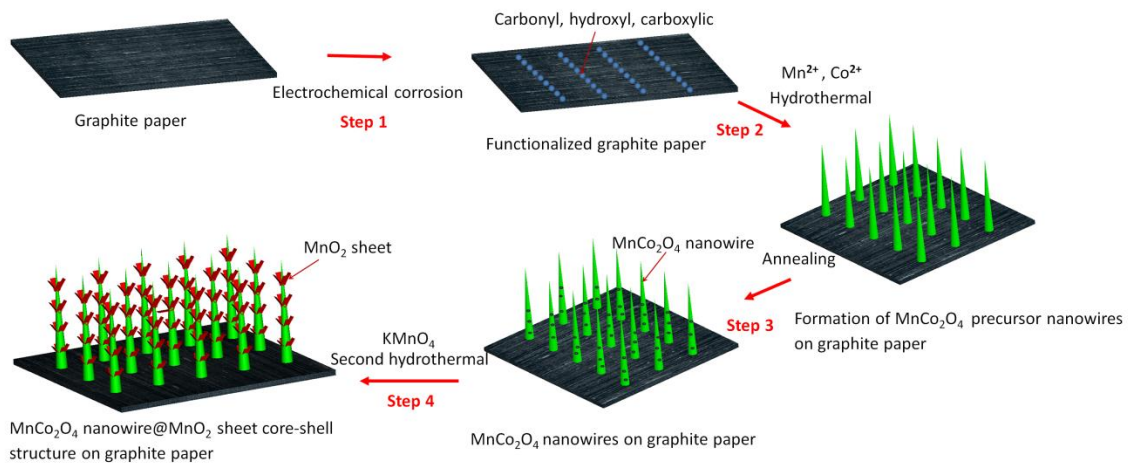 Graphite paper
Electrochemical corrosion
Step 1
Carbonyl, hydroxyl, carboxylic
Functionalized graphite paper
Mn²⁺ , Co²⁺
Hydrothermal
Step 2
Formation of MnCo₂O₄ precursor nanowires
on graphite paper
Annealing
Step 3
MnCo₂O₄ nanowire
MnCo₂O₄ nanowires on graphite paper
KMnO₄
Second hydrothermal
Step 4
MnO₂ sheet
MnCo₂O₄ nanowire@MnO₂ sheet core-shell
structure on graphite paper